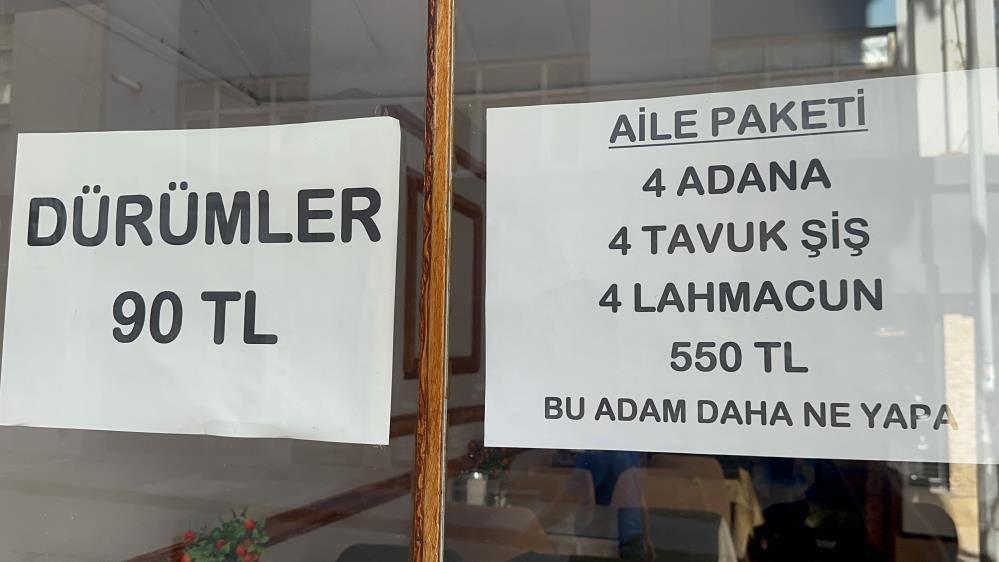 DÜRÜMLER
90 TL
AİLE PAKETİ
4 ADANA
4 TAVUK ŞİŞ
4 LAHMACUN
550 TL
BU ADAM DAHA NE YAPA